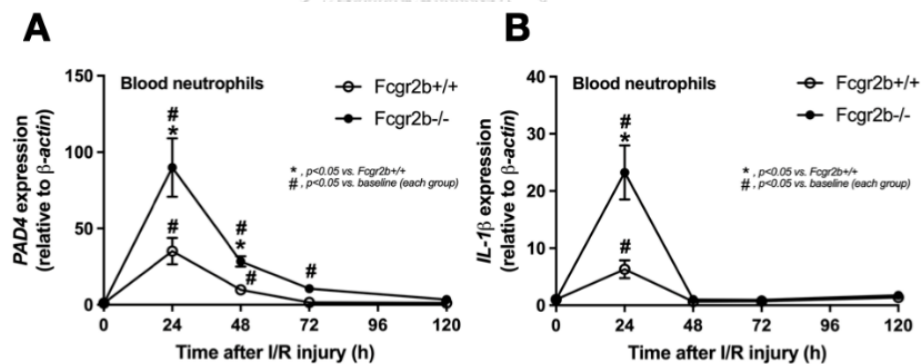 A
PAD4 expression
(relative to β-actin)
150
100
50
0
Blood neutrophils
Fcgr2b+/+
Fcgr2b-/-
* , p<0.05 vs. Fcgr2b+/+
# , p<0.05 vs. baseline (each group)
#
*
#
#
*
#
#
0 24 48 72 96 120
Time after I/R injury (h)
B
IL-1β expression
(relative to β-actin)
40
30
20
10
0
Blood neutrophils
Fcgr2b+/+
Fcgr2b-/-
* , p<0.05 vs. Fcgr2b+/+
# , p<0.05 vs. baseline (each group)
#
*
#
0 24 48 72 96 120
Time after I/R injury (h)